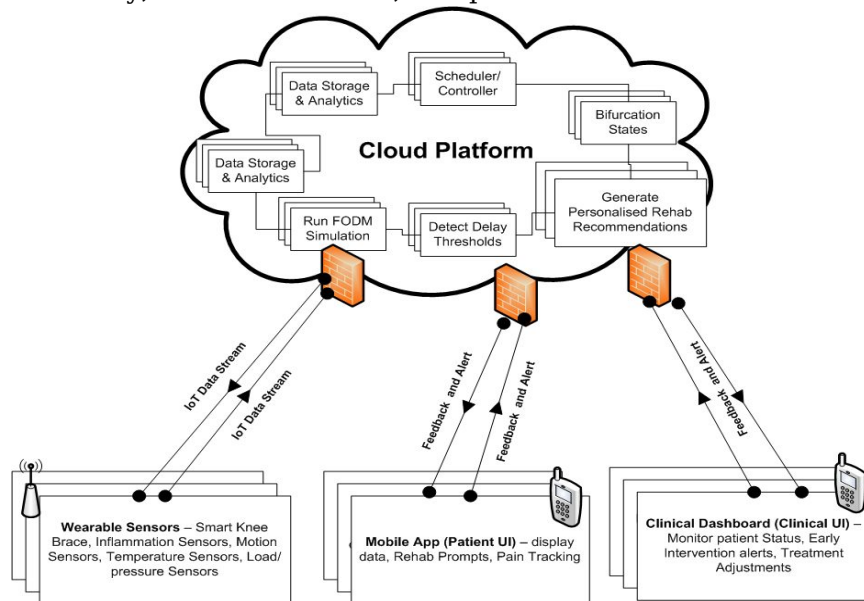 Data Storage
& Analytics
Scheduler/
Controller
Bifurcation
States
Cloud Platform
Data Storage
& Analytics
Generate
Personalised Rehab
Recommendations
Run FODM
Simulation
Detect Delay
Thresholds
IoT Data Stream
IoT Data Stream
Feedback and Alert
Feedback and Alert
Feedback and Alert
Wearable Sensors – Smart Knee
Brace, Inflammation Sensors, Motion
Sensors, Temperature Sensors, Load/
pressure Sensors
Mobile App (Patient UI) – display
data, Rehab Prompts, Pain Tracking
Clinical Dashboard (Clinical UI) –
Monitor patient Status, Early
Intervention alerts, Treatment
Adjustments